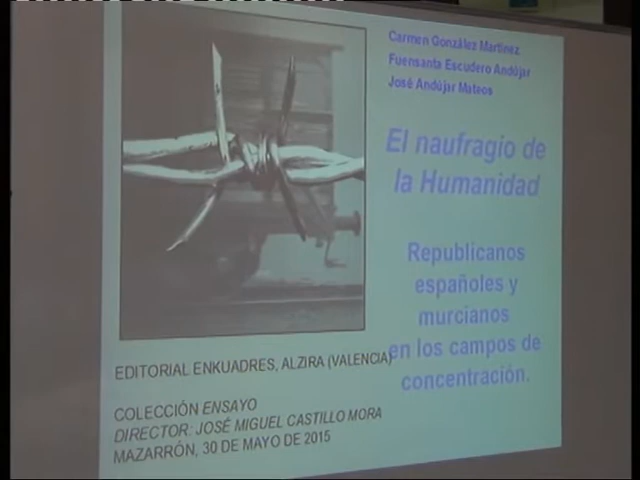 Carmen González Martínez
Fuensanta Escudero Andújar
José Andújar Mateos
El naufragio de
la Humanidad
Republicanos
españoles y
murcianos
en los campos de
concentración.
EDITORIAL ENKUADRES, ALZIRA (VALENCIA)
COLECCIÓN ENSAYO
DIRECTOR: JOSÉ MIGUEL CASTILLO MORA
MAZARRÓN, 30 DE MAYO DE 2015